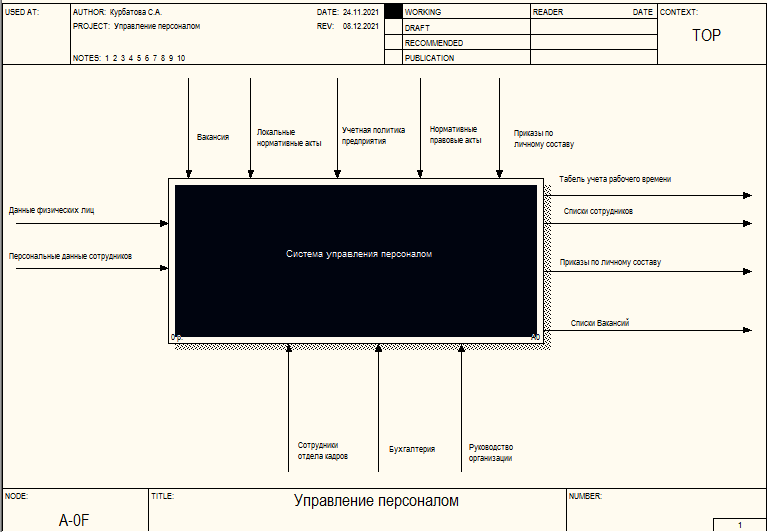 USED AT:
AUTHOR: Курбатова С.А.
DATE: 24.11.2021
WORKING
READER
DATE
CONTEXT:
PROJECT: Управление персоналом
REV: 08.12.2021
DRAFT
TOP
RECOMMENDED
NOTES: 1 2 3 4 5 6 7 8 9 10
PUBLICATION
Вакансия
Локальные
нормативные акты
Учетная политика
предприятия
Нормативные
правовые акты
Приказы по
личному составу
Данные физических лиц
Персональные данные сотрудников
Система управления персоналом
0 р.
A0
Табель учета рабочего времени
Списки сотрудников
Приказы по личному составу
Списки Вакансий
Сотрудники
отдела кадров
Бухгалтерия
Руководство
организации
NODE:
A-0F
TITLE:
Управление персоналом
NUMBER:
1